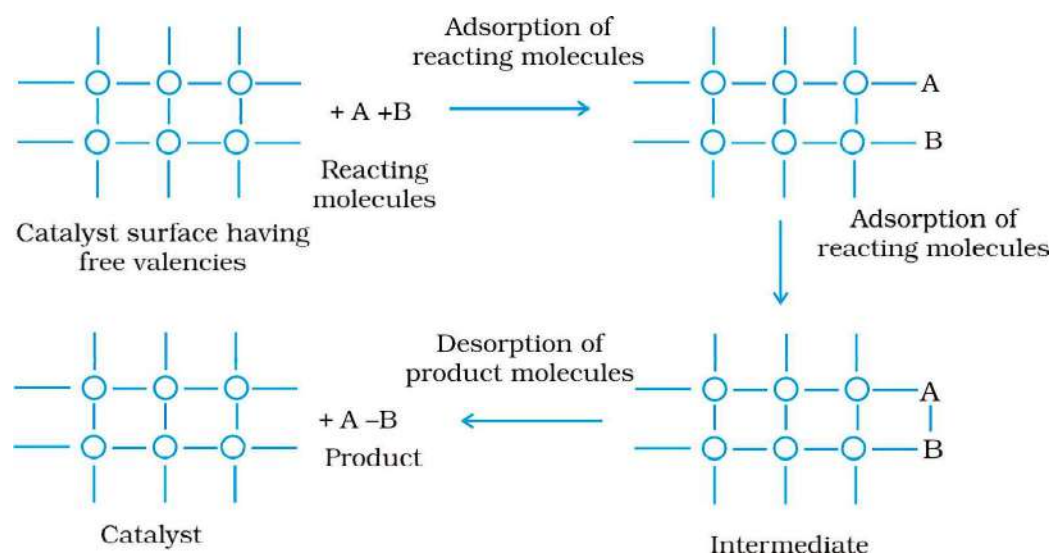 Adsorption of
reacting molecules
+ A +B
Reacting
molecules
A
B
Catalyst surface having
free valencies
Adsorption of
reacting molecules
Desorption of
product molecules
A
B
+ A –B
Product
Catalyst
Intermediate